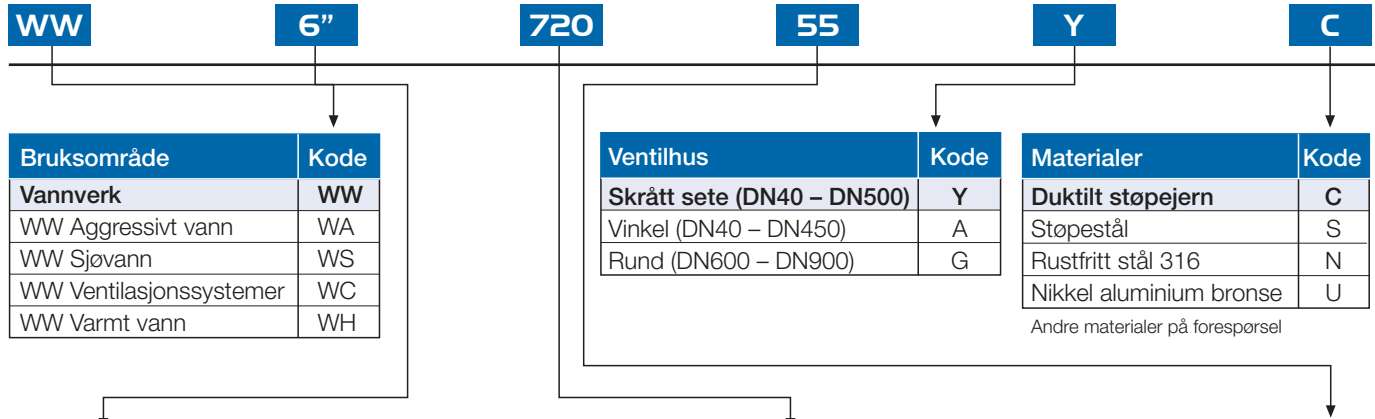 WW 6” 720 55 Y C
Bruksområde Kode
Vannverk WW
WW Aggressivt vann WA
WW Sjøvann WS
WW Ventilasjonssystemer WC
WW Varmt vann WH
Ventilhus Kode
Skrått sete (DN40 – DN500) Y
Vinkel (DN40 – DN450) A
Rund (DN600 – DN900) G
Materialer Kode
Duktilt støpejern C
Støpestål S
Rustfritt stål 316 N
Nikkel aluminium bronse U
Andre materialer på forespørsel